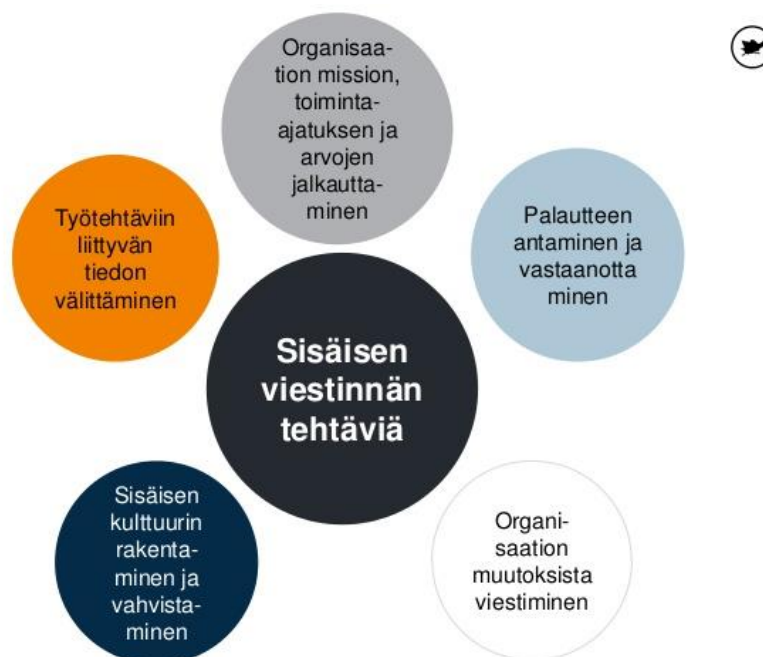 Organisaa-
tion mission,
toiminta-
ajatuksen ja
arvojen
jalkautta-
minen
Työtehtäviin
liittyvän
tiedon
välittäminen
Palautteen
antaminen ja
vastaanotta
minen
Sisäisen
viestinnän
tehtäviä
Sisäisen
kulttuurin
rakenta-
minen ja
vahvista-
minen
Organi-
saation
muutoksista
viestiminen